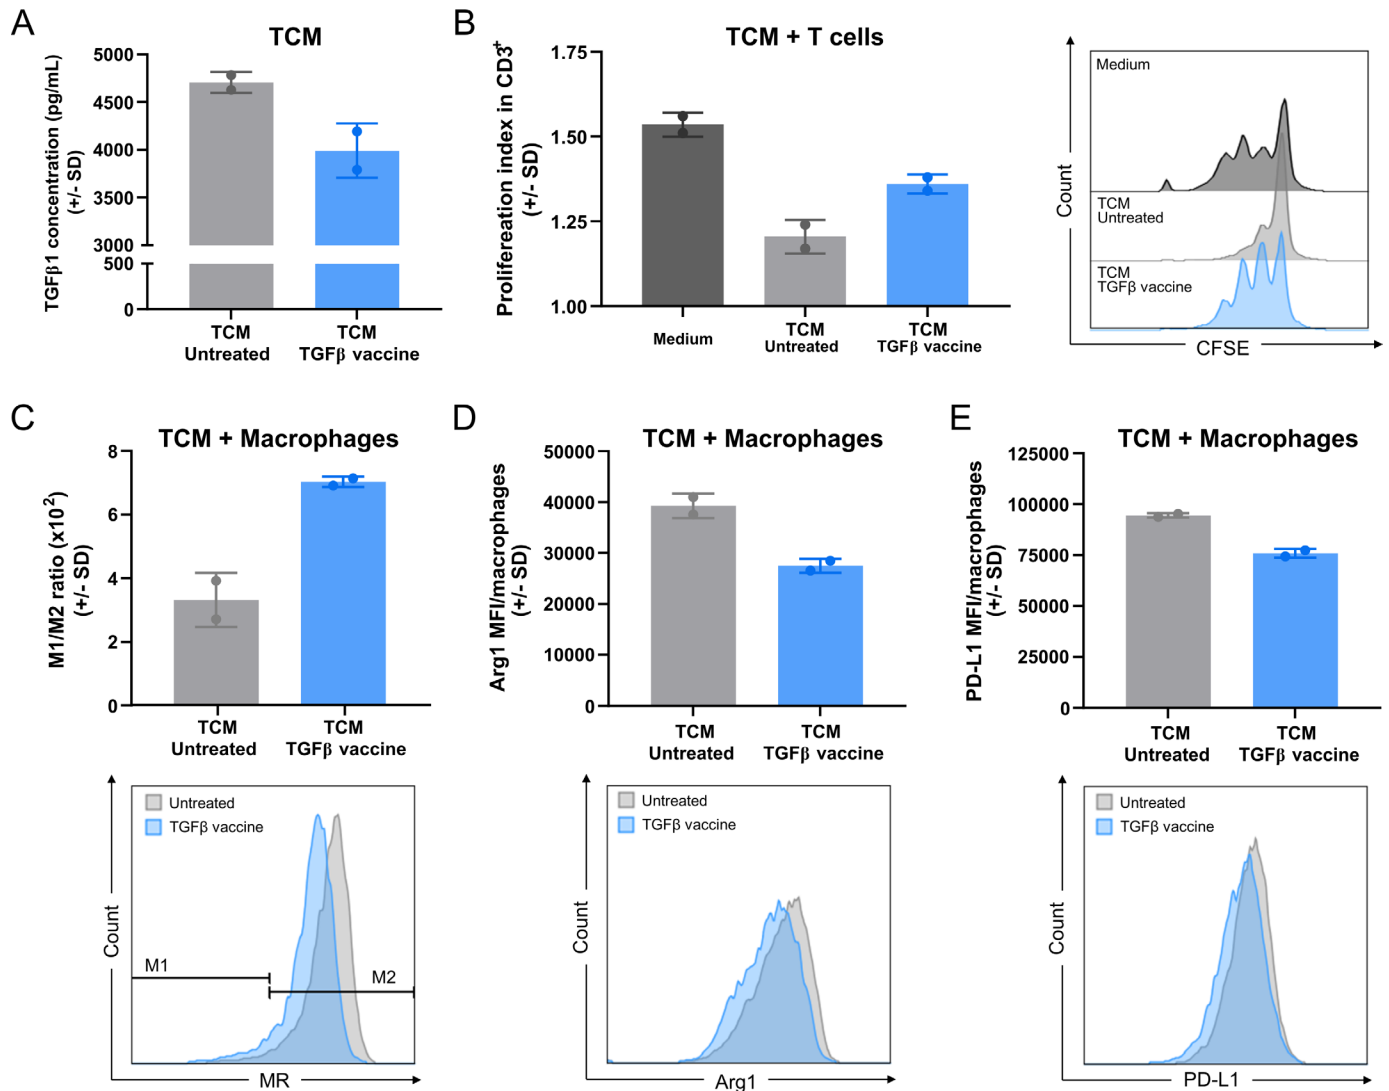 A
TCM
TGFβ1 concentration (pg/mL)
(+/- SD)
5000
4500
4000
3500
3000
500
0
TCM
Untreated
TCM
TGFβ vaccine
B
TCM + T cells
Prolifereation index in CD3+
(+/- SD)
1.75
1.50
1.25
1.00
Medium
TCM
Untreated
TCM
TGFβ vaccine
Count
Medium
TCM
Untreated
TCM
TGFβ vaccine
CFSE
C
TCM + Macrophages
M1/M2 ratio (x10-2)
(+/- SD)
8
6
4
2
0
TCM
Untreated
TCM
TGFβ vaccine
Count
Untreated
TGFβ vaccine
M1
M2
MR
D
TCM + Macrophages
Arg1 MFI/macrophages
(+/- SD)
50000
40000
30000
20000
10000
0
TCM
Untreated
TCM
TGFβ vaccine
Count
Untreated
TGFβ vaccine
Arg1
E
TCM + Macrophages
PD-L1 MFI/macrophages
(+/- SD)
125000
100000
75000
50000
25000
0
TCM
Untreated
TCM
TGFβ vaccine
Count
Untreated
TGFβ vaccine
PD-L1